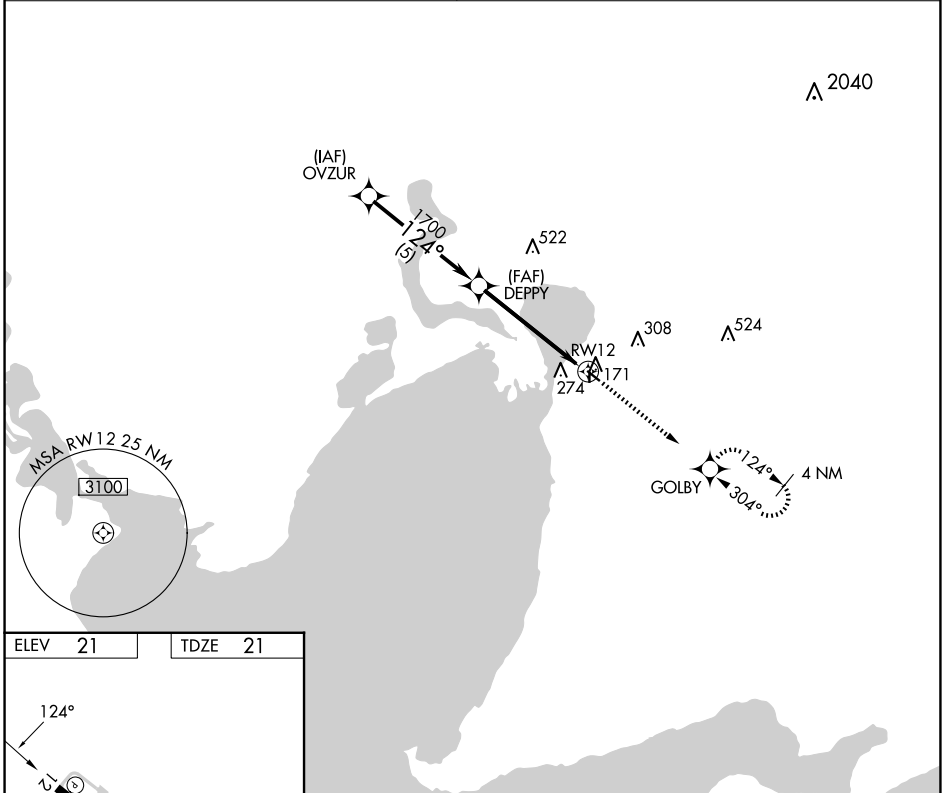 2040
(IAF)
OVZUR
1700
124°
(5)
522
(FAF)
DEPPY
308
524
RW12
171
274
124°
4 NM
304°
GOLBY
MSA RW12 25 NM
3100
ELEV 21
TDZE 21
124°
12
P